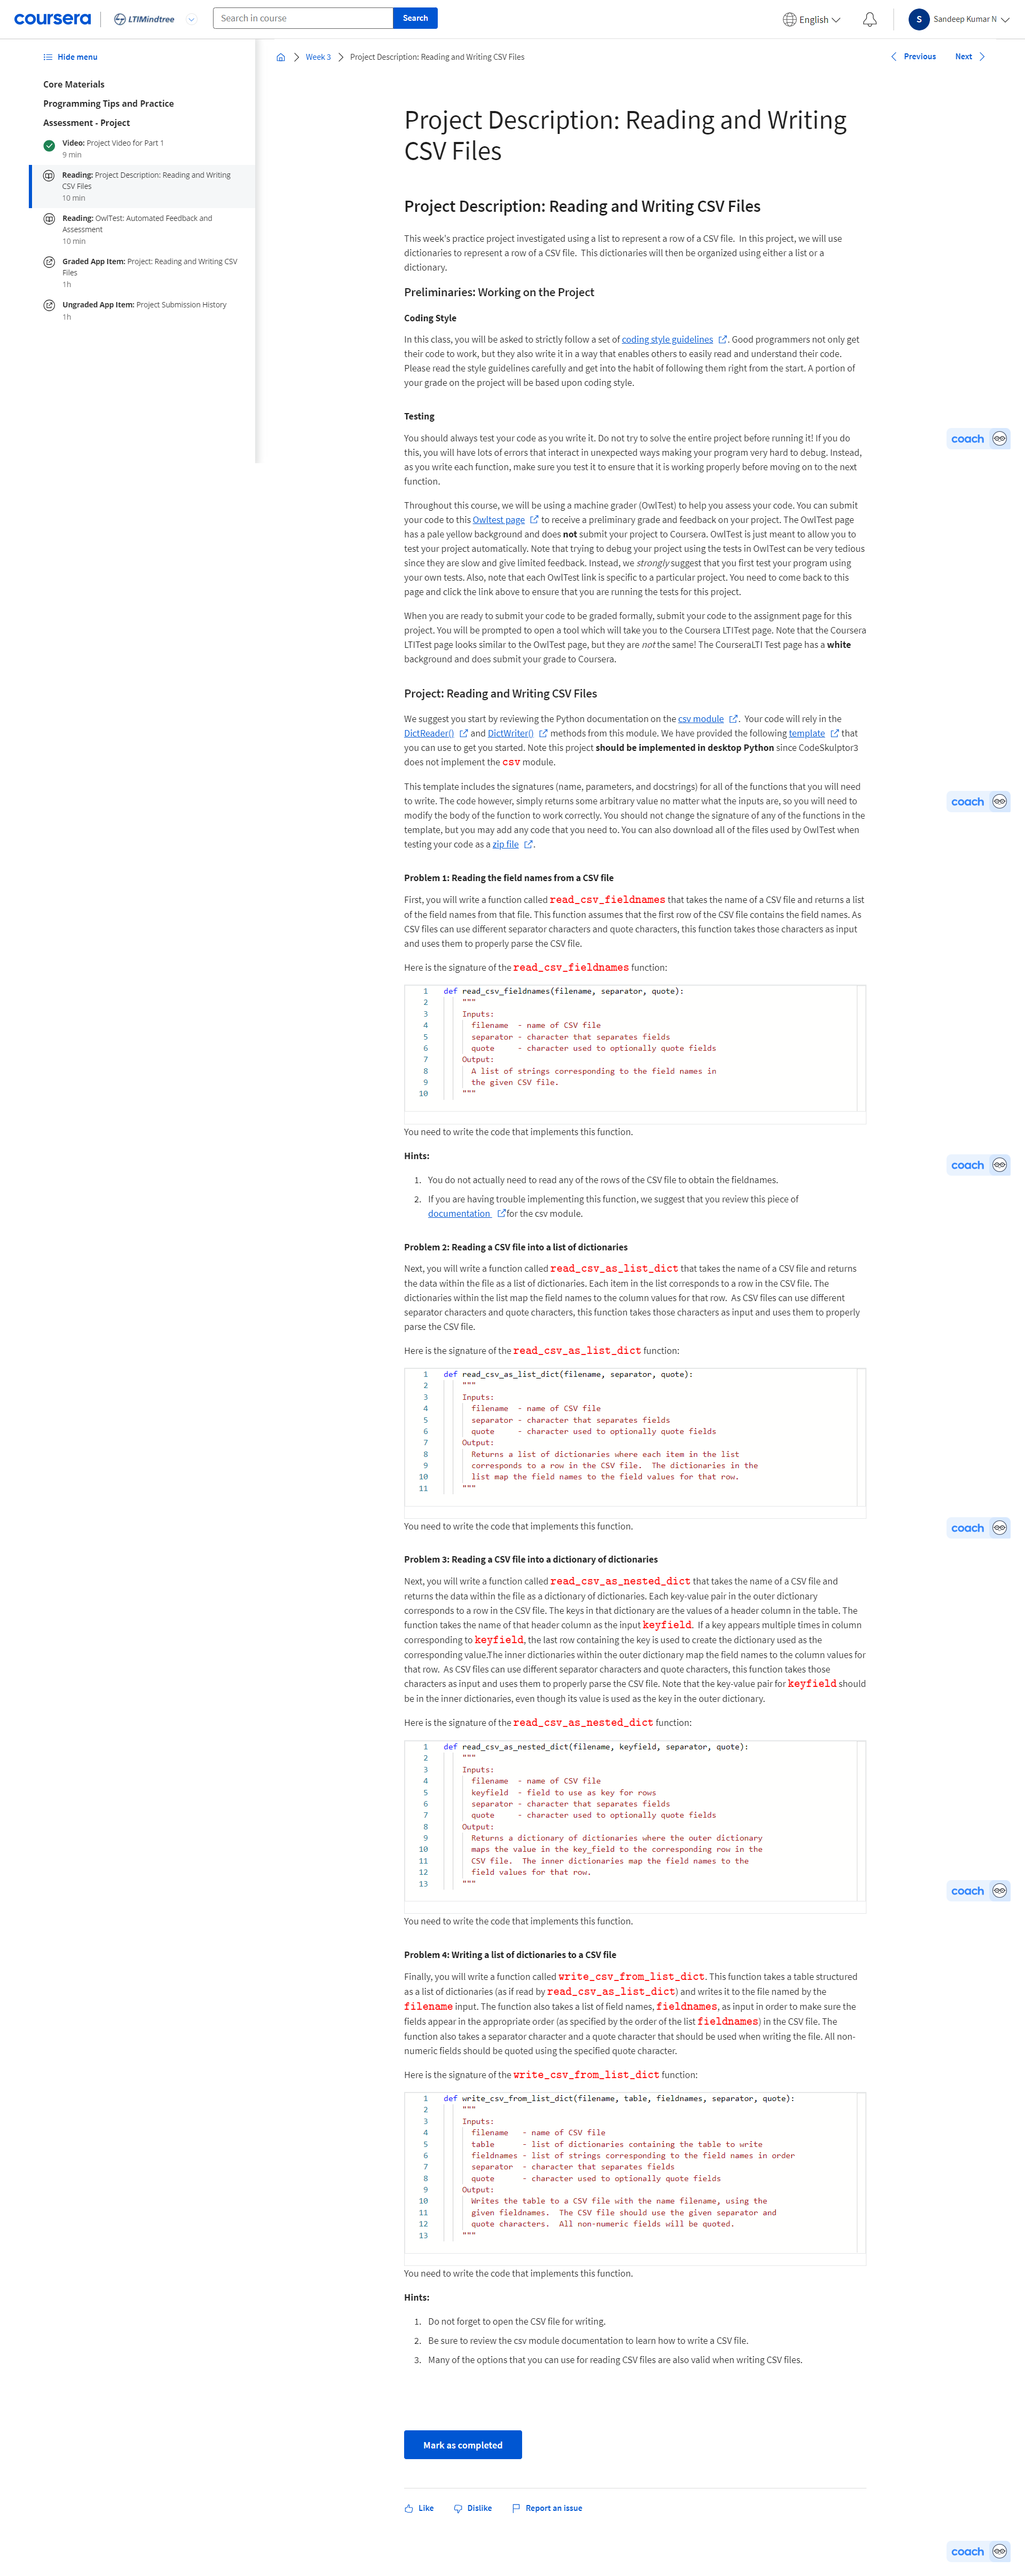 coursera LTIMindtree Search in course Search English S Sandeep Kumar N
Hide menu
Core Materials
Programming Tips and Practice
Assessment - Project
Video: Project Video for Part 1
9 min
Reading: Project Description: Reading and Writing
CSV Files
10 min
Reading: OwlTest: Automated Feedback and
Assessment
10 min
Graded App Item: Project: Reading and Writing CSV
Files
1h
Ungraded App Item: Project Submission History
1h
Week 3 Project Description: Reading and Writing CSV Files Previous Next
Project Description: Reading and Writing
CSV Files
Project Description: Reading and Writing CSV Files
This week's practice project investigated using a list to represent a row of a CSV file. In this project, we will use
dictionaries to represent a row of a CSV file. This dictionaries will then be organized using either a list or a
dictionary.
Preliminaries: Working on the Project
Coding Style
In this class, you will be asked to strictly follow a set of coding style guidelines . Good programmers not only get
their code to work, but they also write it in a way that enables others to easily read and understand their code.
Please read the style guidelines carefully and get into the habit of following them right from the start. A portion of
your grade on the project will be based upon coding style.
Testing
You should always test your code as you write it. Do not try to solve the entire project before running it! If you do
this, you will have lots of errors that interact in unexpected ways making your program very hard to debug. Instead,
as you write each function, make sure you test it to ensure that it is working properly before moving on to the next
function.
coach
Throughout this course, we will be using a machine grader (OwlTest) to help you assess your code. You can submit
your code to this Owltest page to receive a preliminary grade and feedback on your project. The OwlTest page
has a pale yellow background and does not submit your project to Coursera. OwlTest is just meant to allow you to
test your project automatically. Note that trying to debug your project using the tests in OwlTest can be very tedious
since they are slow and give limited feedback. Instead, we strongly suggest that you first test your program using
your own tests. Also, note that each OwlTest link is specific to a particular project. You need to come back to this
page and click the link above to ensure that you are running the tests for this project.
When you are ready to submit your code to be graded formally, submit your code to the assignment page for this
project. You will be prompted to open a tool which will take you to the Coursera LTITest page. Note that the Coursera
LTITest page looks similar to the OwlTest page, but they are not the same! The CourseraLTI Test page has a white
background and does submit your grade to Coursera.
Project: Reading and Writing CSV Files
We suggest you start by reviewing the Python documentation on the csv module . Your code will rely in the
DictReader() and DictWriter() methods from this module. We have provided the following template that
you can use to get you started. Note this project should be implemented in desktop Python since CodeSkulptor3
does not implement the csv module.
This template includes the signatures (name, parameters, and docstrings) for all of the functions that you will need
to write. The code however, simply returns some arbitrary value no matter what the inputs are, so you will need to
modify the body of the function to work correctly. You should not change the signature of any of the functions in the
template, but you may add any code that you need to. You can also download all of the files used by OwlTest when
testing your code as a zip file .
coach
Problem 1: Reading the field names from a CSV file
First, you will write a function called read_csv_fieldnames that takes the name of a CSV file and returns a list
of the field names from that file. This function assumes that the first row of the CSV file contains the field names. As
CSV files can use different separator characters and quote characters, this function takes those characters as input
and uses them to properly parse the CSV file.
Here is the signature of the read_csv_fieldnames function:
1 def read_csv_fieldnames(filename, separator, quote):
2 """
3 Inputs:
4 filename - name of CSV file
5 separator - character that separates fields
6 quote - character used to optionally quote fields
7 Output:
8 A list of strings corresponding to the field names in
9 the given CSV file.
10 """
You need to write the code that implements this function.
Hints:
coach
1. You do not actually need to read any of the rows of the CSV file to obtain the fieldnames.
2. If you are having trouble implementing this function, we suggest that you review this piece of
documentation for the csv module.
Problem 2: Reading a CSV file into a list of dictionaries
Next, you will write a function called read_csv_as_list_dict that takes the name of a CSV file and returns
the data within the file as a list of dictionaries. Each item in the list corresponds to a row in the CSV file. The
dictionaries within the list map the field names to the column values for that row. As CSV files can use different
separator characters and quote characters, this function takes those characters as input and uses them to properly
parse the CSV file.
Here is the signature of the read_csv_as_list_dict function:
1 def read_csv_as_list_dict(filename, separator, quote):
2 """
3 Inputs:
4 filename - name of CSV file
5 separator - character that separates fields
6 quote - character used to optionally quote fields
7 Output:
8 Returns a list of dictionaries where each item in the list
9 corresponds to a row in the CSV file. The dictionaries in the
10 list map the field names to the field values for that row.
11 """
You need to write the code that implements this function.
coach
Problem 3: Reading a CSV file into a dictionary of dictionaries
Next, you will write a function called read_csv_as_nested_dict that takes the name of a CSV file and
returns the data within the file as a dictionary of dictionaries. Each key-value pair in the outer dictionary
corresponds to a row in the CSV file. The keys in that dictionary are the values of a header column in the table. The
function takes the name of that header column as the input keyfield. If a key appears multiple times in column
corresponding to keyfield, the last row containing the key is used to create the dictionary used as the
corresponding value.The inner dictionaries within the outer dictionary map the field names to the column values for
that row. As CSV files can use different separator characters and quote characters, this function takes those
characters as input and uses them to properly parse the CSV file. Note that the key-value pair for keyfield should
be in the inner dictionaries, even though its value is used as the key in the outer dictionary.
Here is the signature of the read_csv_as_nested_dict function:
1 def read_csv_as_nested_dict(filename, keyfield, separator, quote):
2 """
3 Inputs:
4 filename - name of CSV file
5 keyfield - field to use as key for rows
6 separator - character that separates fields
7 quote - character used to optionally quote fields
8 Output:
9 Returns a dictionary of dictionaries where the outer dictionary
10 maps the value in the key_field to the corresponding row in the
11 CSV file. The inner dictionaries map the field names to the
12 field values for that row.
13 """
coach
You need to write the code that implements this function.
Problem 4: Writing a list of dictionaries to a CSV file
Finally, you will write a function called write_csv_from_list_dict. This function takes a table structured
as a list of dictionaries (as if read by read_csv_as_list_dict) and writes it to the file named by the
filename input. The function also takes a list of field names, fieldnames, as input in order to make sure the
fields appear in the appropriate order (as specified by the order of the list fieldnames) in the CSV file. The
function also takes a separator character and a quote character that should be used when writing the file. All non-
numeric fields should be quoted using the specified quote character.
Here is the signature of the write_csv_from_list_dict function:
1 def write_csv_from_list_dict(filename, table, fieldnames, separator, quote):
2 """
3 Inputs:
4 filename - name of CSV file
5 table - list of dictionaries containing the table to write
6 fieldnames - list of strings corresponding to the field names in order
7 separator - character that separates fields
8 quote - character used to optionally quote fields
9 Output:
10 Writes the table to a CSV file with the name filename, using the
11 given fieldnames. The CSV file should use the given separator and
12 quote characters. All non-numeric fields will be quoted.
13 """
You need to write the code that implements this function.
Hints:
1. Do not forget to open the CSV file for writing.
2. Be sure to review the csv module documentation to learn how to write a CSV file.
3. Many of the options that you can use for reading CSV files are also valid when writing CSV files.
Mark as completed
Like Dislike Report an issue
coach